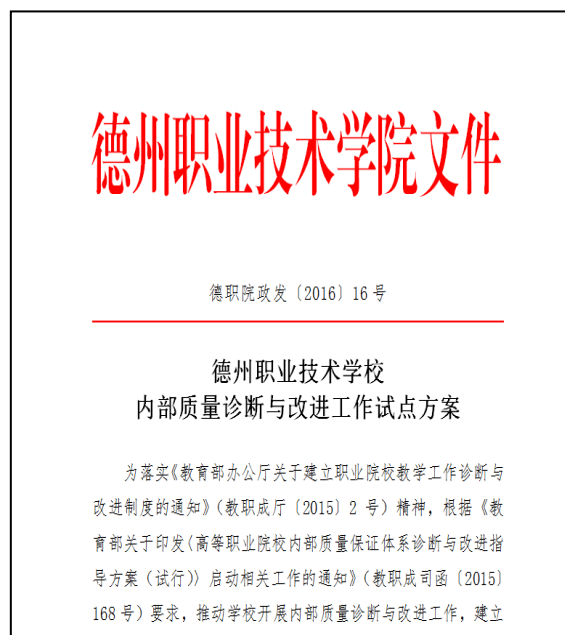 德州职业技术学院文件
德职院政发〔2016〕16号
德州职业技术学校
内部质量诊断与改进工作试点方案
为落实《教育部办公厅关于建立职业院校教学工作诊断与
改进制度的通知》（教职成厅〔2015〕2 号）精神，根据《教
育部关于印发〈高等职业院校内部质量保证体系诊断与改进指
导方案（试行）〉启动相关工作的通知》（教职成司函〔2015〕
168号）要求，推动学校开展内部质量诊断与改进工作，建立